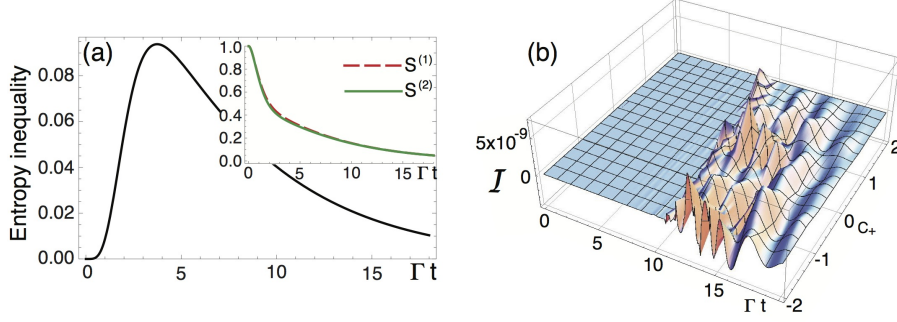 (a)
Entropy inequality
0.08
0.06
0.04
0.02
0.00
0
5
10
15
Γ t
1.0
0.8
0.6
0.4
0.2
0.0
0
5
10
15
Γ t
S(1)
S(2)
(b)
5x10-9
0
I
0
5
10
15
Γ t
-2
-1
0
1
2
C+